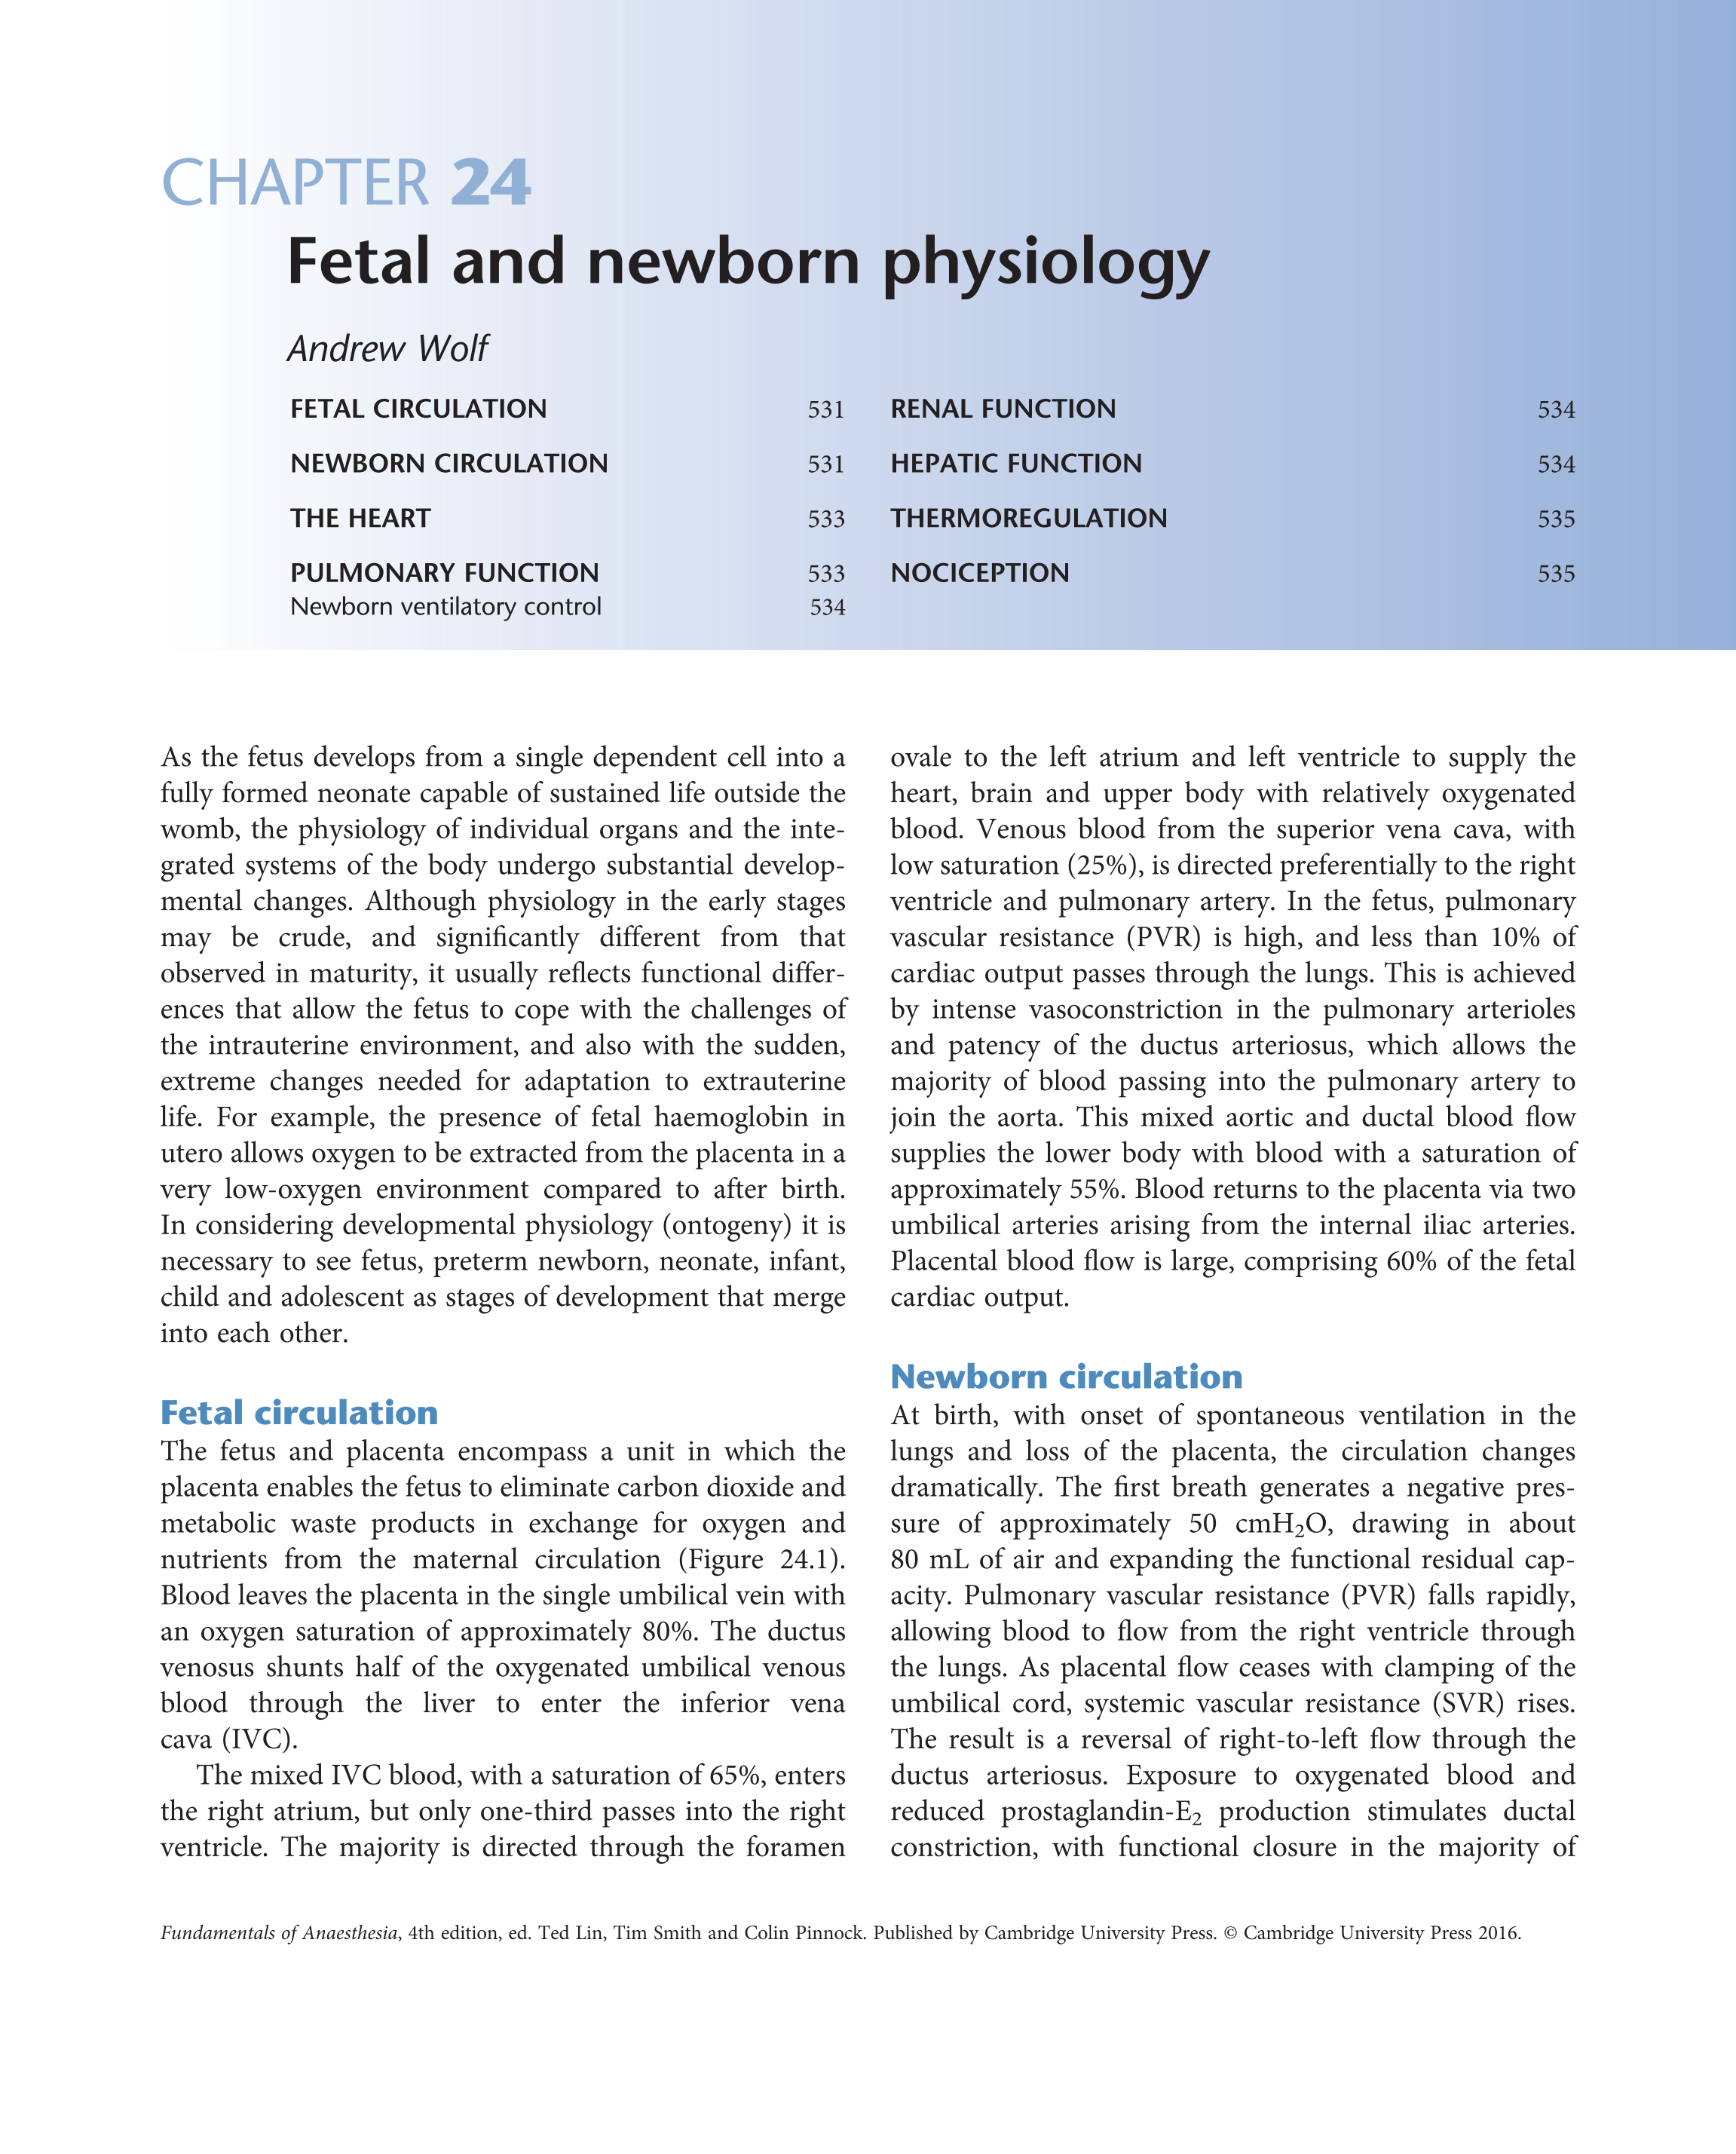 CHAPTER 24
Fetal and newborn physiology
Andrew Wolf
FETAL CIRCULATION 531
NEWBORN CIRCULATION 531
THE HEART 533
PULMONARY FUNCTION 533
Newborn ventilatory control 534
RENAL FUNCTION 534
HEPATIC FUNCTION 534
THERMOREGULATION 535
NOCICEPTION 535
As the fetus develops from a single dependent cell into a
fully formed neonate capable of sustained life outside the
womb, the physiology of individual organs and the inte-
grated systems of the body undergo substantial develop-
mental changes. Although physiology in the early stages
may be crude, and significantly different from that
observed in maturity, it usually reflects functional differ-
ences that allow the fetus to cope with the challenges of
the intrauterine environment, and also with the sudden,
extreme changes needed for adaptation to extrauterine
life. For example, the presence of fetal haemoglobin in
utero allows oxygen to be extracted from the placenta in a
very low-oxygen environment compared to after birth.
In considering developmental physiology (ontogeny) it is
necessary to see fetus, preterm newborn, neonate, infant,
child and adolescent as stages of development that merge
into each other.
Fetal circulation
The fetus and placenta encompass a unit in which the
placenta enables the fetus to eliminate carbon dioxide and
metabolic waste products in exchange for oxygen and
nutrients from the maternal circulation (Figure 24.1).
Blood leaves the placenta in the single umbilical vein with
an oxygen saturation of approximately 80%. The ductus
venosus shunts half of the oxygenated umbilical venous
blood through the liver to enter the inferior vena
cava (IVC).
The mixed IVC blood, with a saturation of 65%, enters
the right atrium, but only one-third passes into the right
ventricle. The majority is directed through the foramen
ovale to the left atrium and left ventricle to supply the
heart, brain and upper body with relatively oxygenated
blood. Venous blood from the superior vena cava, with
low saturation (25%), is directed preferentially to the right
ventricle and pulmonary artery. In the fetus, pulmonary
vascular resistance (PVR) is high, and less than 10% of
cardiac output passes through the lungs. This is achieved
by intense vasoconstriction in the pulmonary arterioles
and patency of the ductus arteriosus, which allows the
majority of blood passing into the pulmonary artery to
join the aorta. This mixed aortic and ductal blood flow
supplies the lower body with blood with a saturation of
approximately 55%. Blood returns to the placenta via two
umbilical arteries arising from the internal iliac arteries.
Placental blood flow is large, comprising 60% of the fetal
cardiac output.
Newborn circulation
At birth, with onset of spontaneous ventilation in the
lungs and loss of the placenta, the circulation changes
dramatically. The first breath generates a negative pres-
sure of approximately 50 cmH₂O, drawing in about
80 mL of air and expanding the functional residual cap-
acity. Pulmonary vascular resistance (PVR) falls rapidly,
allowing blood to flow from the right ventricle through
the lungs. As placental flow ceases with clamping of the
umbilical cord, systemic vascular resistance (SVR) rises.
The result is a reversal of right-to-left flow through the
ductus arteriosus. Exposure to oxygenated blood and
reduced prostaglandin-E₂ production stimulates ductal
constriction, with functional closure in the majority of
Fundamentals of Anaesthesia, 4th edition, ed. Ted Lin, Tim Smith and Colin Pinnock. Published by Cambridge University Press. © Cambridge University Press 2016.